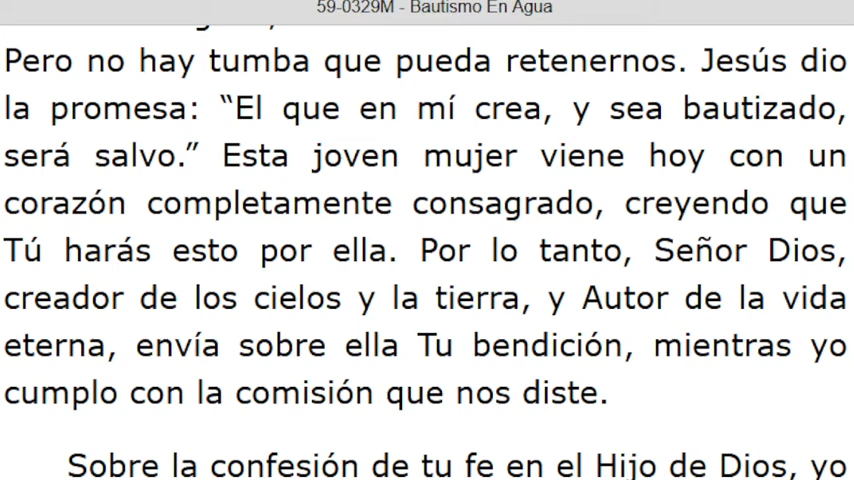 59-0329M - Bautismo En Agua
Pero no hay tumba que pueda retenernos. Jesús dio
la promesa: “El que en mí crea, y sea bautizado,
será salvo.” Esta joven mujer viene hoy con un
corazón completamente consagrado, creyendo que
Tú harás esto por ella. Por lo tanto, Señor Dios,
creador de los cielos y la tierra, y Autor de la vida
eterna, envía sobre ella Tu bendición, mientras yo
cumplo con la comisión que nos diste.
Sobre la confesión de tu fe en el Hijo de Dios, yo